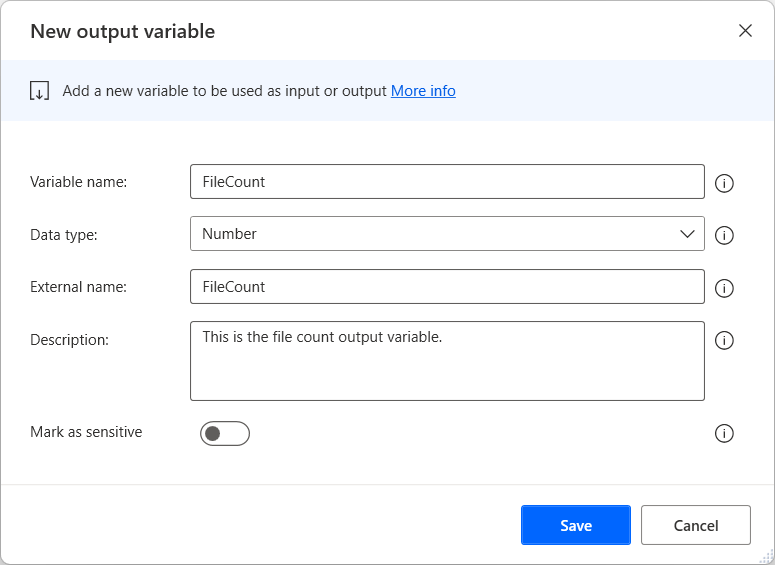 New output variable
Add a new variable to be used as input or output More info
Variable name: FileCount
Data type: Number
External name: FileCount
Description: This is the file count output variable.
Mark as sensitive
Save Cancel